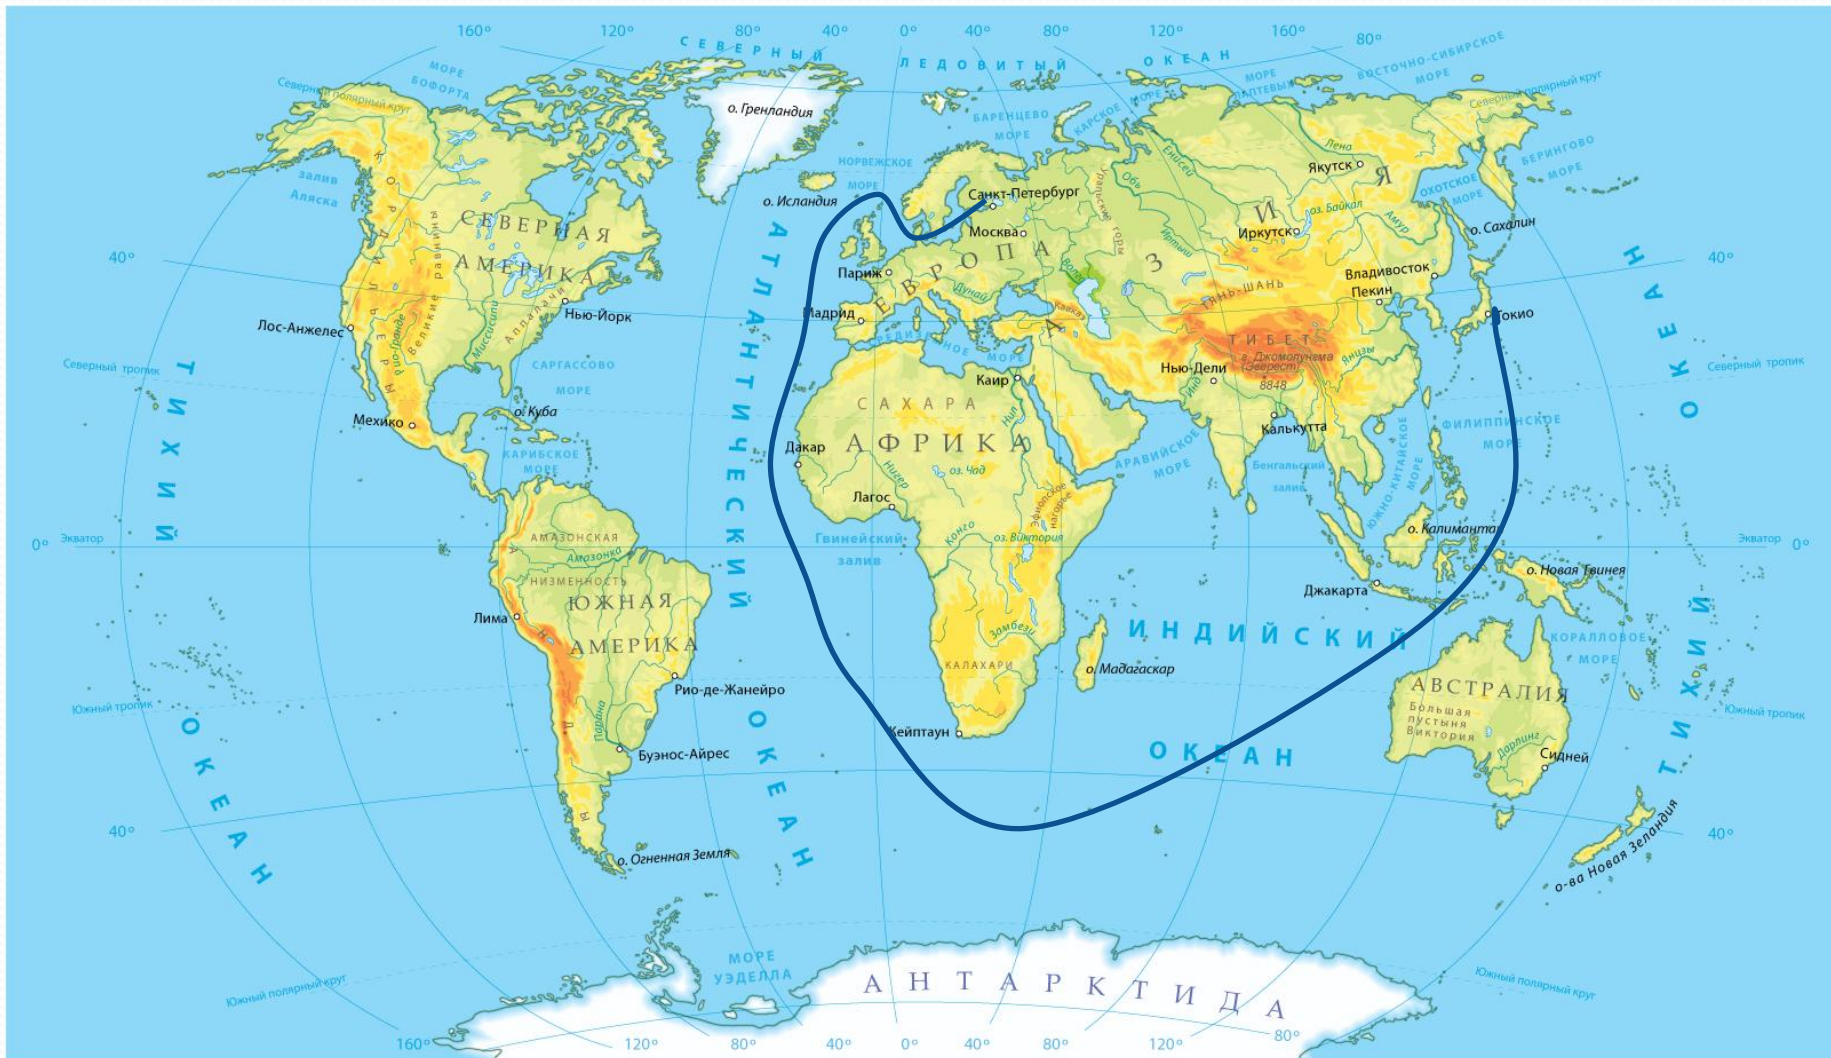 160°
120°
80°
40°
0°
40°
80°
120°
160°
80°
СЕВЕРНЫЙ ЛЕДОВИТЫЙ ОКЕАН
МОРЕ
БОФОРТА
Северный полярный круг
о. Гренландия
БАРЕНЦЕВО
МОРЕ
КАРСКОЕ МОРЕ
МОРЕ
ЛАПТЕВЫХ
ВОСТОЧНО-СИБИРСКОЕ
МОРЕ
Северный полярный круг
БЕРИНГОВО
МОРЕ
ОХОТСКОЕ
МОРЕ
залив
Аляска
НОРВЕЖСКОЕ
МОРЕ
о. Исландия
Санкт-Петербург
Москва
Париж
Мадрид
ЕВРОПА
АЗИЯ
Уральские горы
Обь
Енисей
Лена
Иртыш
Волга
Дунай
Кавказ
Якутск
оз. Байкал
Иркутск
Амур
о. Сахалин
Владивосток
Пекин
Токио
ТЯНЬ-ШАНЬ
ТИБЕТ
г. Джомолунгма
(Эверест)
8848
Янцзы
Нью-Дели
Инд
Калькутта
СЕВЕРНАЯ
АМЕРИКА
КОРДИЛЬЕРЫ
Великие равнины
Миссисипи
Аппалачи
Рио-Гранде
Нью-Йорк
Лос-Анжелес
Мехико
о. Куба
САРГАССОВО
МОРЕ
КАРИБСКОЕ
МОРЕ
40°
40°
Северный тропик
Северный тропик
ТИХИЙ
ОКЕАН
АТЛАНТИЧЕСКИЙ
ОКЕАН
СРЕДИЗЕМНОЕ МОРЕ
Каир
САХАРА
АФРИКА
Нил
Дакар
Нигер
оз. Чад
Лагос
Эфиопское
нагорье
Конго
оз. Виктория
Гвинейский
залив
Замбези
КАЛАХАРИ
о. Мадагаскар
Кейптаун
АРАВИЙСКОЕ
МОРЕ
Бенгальский
залив
ЮЖНО-КИТАЙСКОЕ
МОРЕ
ФИЛИППИНСКОЕ
МОРЕ
о. Калимантан
Джакарта
о. Новая Гвинея
0°
Экватор
Экватор
0°
АМАЗОНСКАЯ
Амазонка
НИЗМЕННОСТЬ
ЮЖНАЯ
АМЕРИКА
АНДЫ
Лима
Рио-де-Жанейро
Парана
Буэнос-Айрес
о. Огненная Земля
ИНДИЙСКИЙ
ОКЕАН
КОРАЛЛОВОЕ
МОРЕ
АВСТРАЛИЯ
Большая
пустыня
Виктория
Дарлинг
Сидней
о-ва Новая Зеландия
ТИХИЙ
ОКЕАН
Южный тропик
Южный тропик
40°
40°
МОРЕ
УЭДДЕЛЛА
АНТАРКТИДА
Южный полярный круг
Южный полярный круг
160°
120°
80°
40°
0°
40°
80°
120°
80°